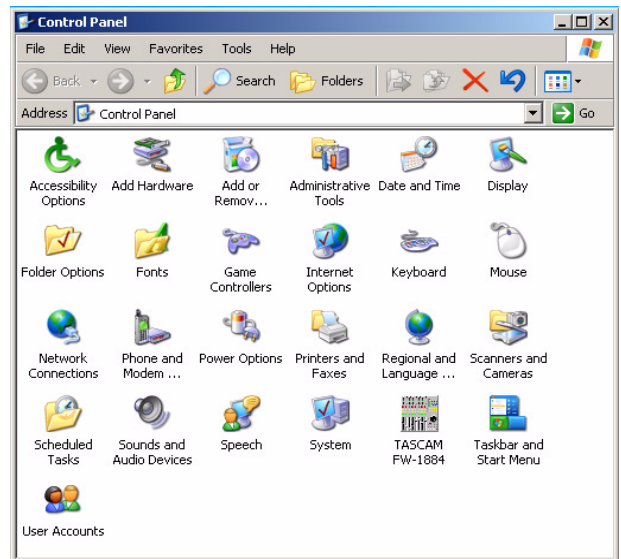 Control Panel
File Edit View Favorites Tools Help
Back Search Folders
Address Control Panel Go
Accessibility Options
Add Hardware
Add or Remov...
Administrative Tools
Date and Time
Display
Folder Options
Fonts
Game Controllers
Internet Options
Keyboard
Mouse
Network Connections
Phone and Modem ...
Power Options
Printers and Faxes
Regional and Language ...
Scanners and Cameras
Scheduled Tasks
Sounds and Audio Devices
Speech
System
TASCAM FW-1884
Taskbar and Start Menu
User Accounts